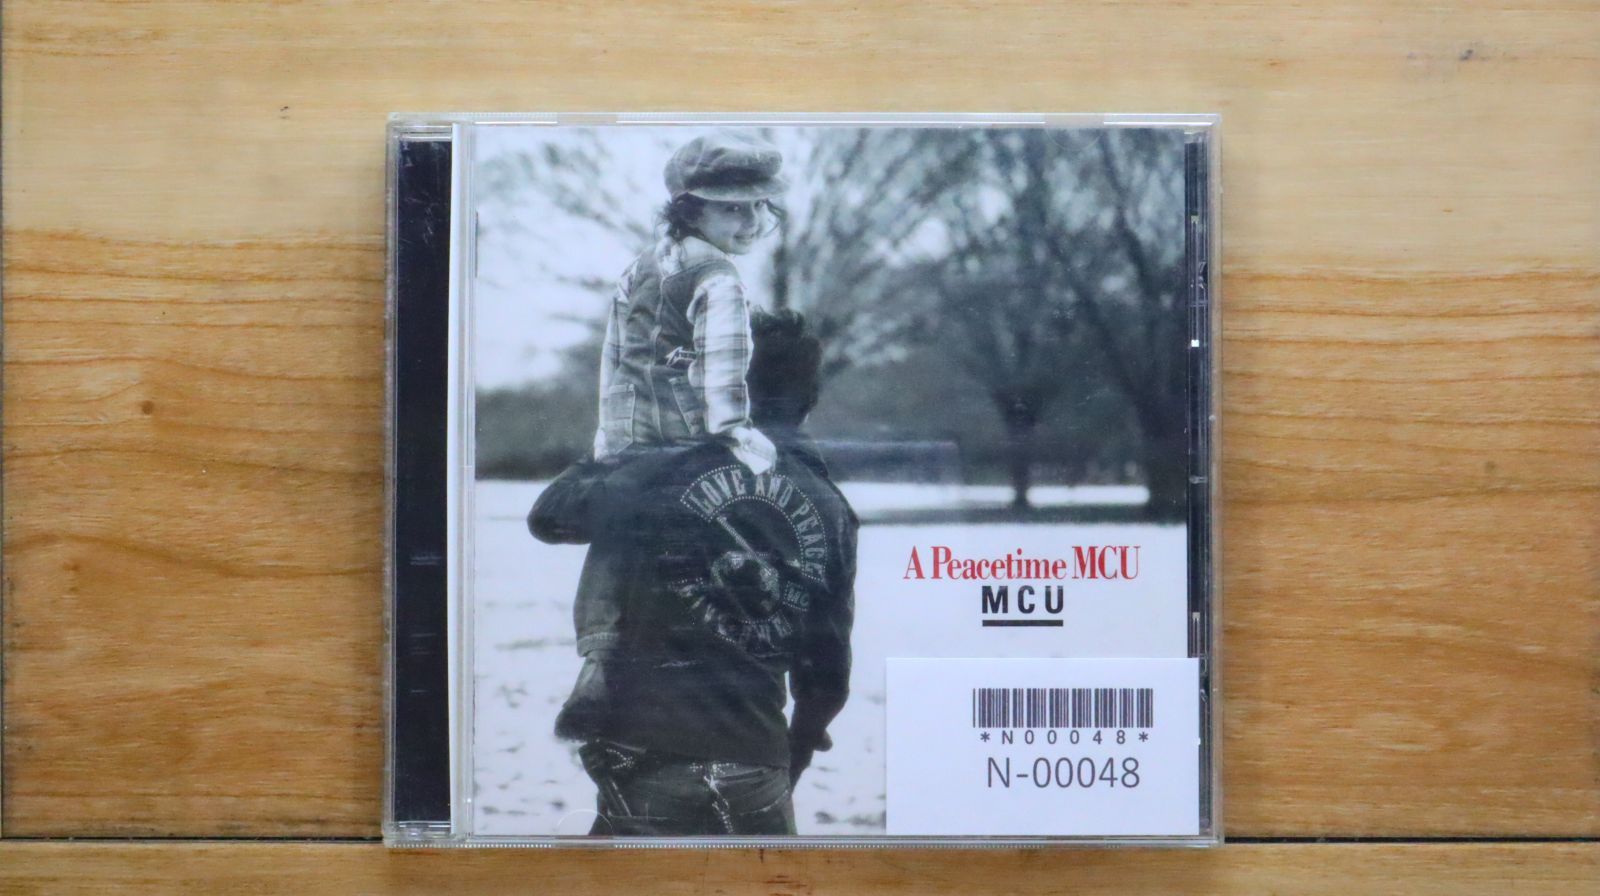 LOVE AND PEACE
A Peacetime MCU
MCU
*N00048*
N-00048